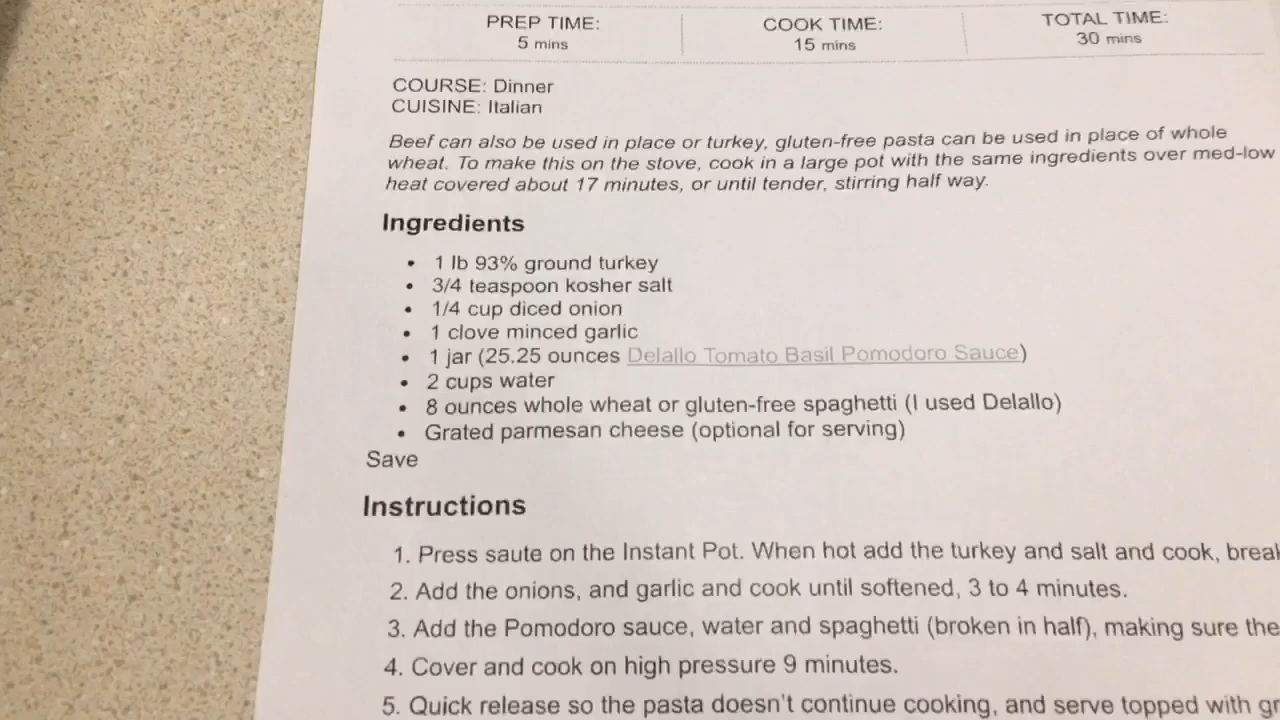 PREP TIME: COOK TIME: TOTAL TIME:
5 mins 15 mins 30 mins
COURSE: Dinner
CUISINE: Italian
Beef can also be used in place or turkey, gluten-free pasta can be used in place of whole
wheat. To make this on the stove, cook in a large pot with the same ingredients over med-low
heat covered about 17 minutes, or until tender, stirring half way.
Ingredients
• 1 lb 93% ground turkey
• 3/4 teaspoon kosher salt
• 1/4 cup diced onion
• 1 clove minced garlic
• 1 jar (25.25 ounces Delallo Tomato Basil Pomodoro Sauce)
• 2 cups water
• 8 ounces whole wheat or gluten-free spaghetti (I used Delallo)
• Grated parmesan cheese (optional for serving)
Save
Instructions
1. Press saute on the Instant Pot. When hot add the turkey and salt and cook, break
2. Add the onions, and garlic and cook until softened, 3 to 4 minutes.
3. Add the Pomodoro sauce, water and spaghetti (broken in half), making sure the
4. Cover and cook on high pressure 9 minutes.
5. Quick release so the pasta doesn't continue cooking, and serve topped with gr